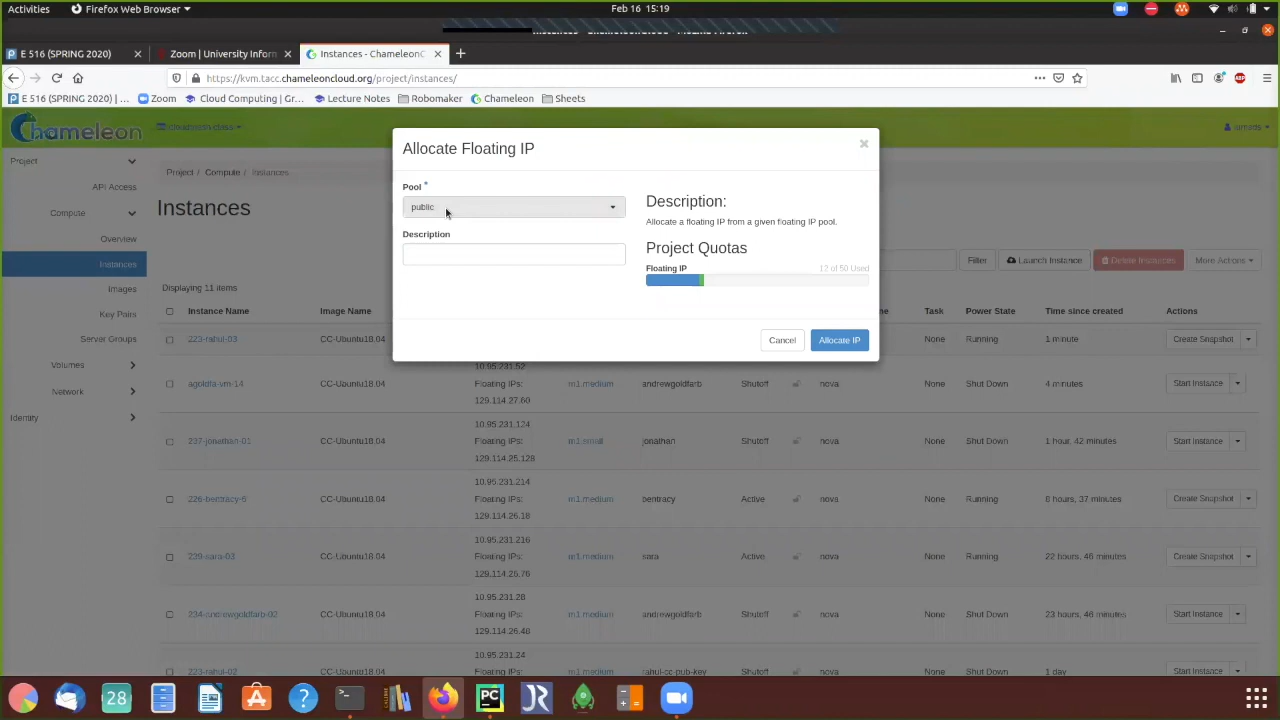 Activities
Firefox Web Browser
Feb 16 15:19
E 516 (SPRING 2020)
Zoom | University Inform
Instances - ChameleonC
https://kvm.tacc.chameleoncloud.org/project/instances/
E 516 (SPRING 2020) | ...
Zoom
Cloud Computing | Gr...
Lecture Notes
Robomaker
Chameleon
Sheets
Chameleon
Project
API Access
Compute
Overview
Instances
Images
Key Pairs
Server Groups
Volumes
Network
Identity
Project / Compute / Instances
Instances
Filter
Launch Instance
Delete Instances
More Actions
Displaying 11 items
Allocate Floating IP
Pool *
public
Description
Description:
Allocate a floating IP from a given floating IP pool.
Project Quotas
Floating IP
12 of 50 Used
Cancel
Allocate IP
Instance Name
Image Name
Task
Power State
Time since created
Actions
223-rahul-03
CC-Ubuntu18.04
None
Running
1 minute
Create Snapshot
agoldfa-vm-14
CC-Ubuntu18.04
10.95.231.52
Floating IPs:
129.114.27.60
m1.medium
andrewgoldfarb
Shutoff
nova
None
Shut Down
4 minutes
Start Instance
237-jonathan-01
CC-Ubuntu18.04
10.95.231.124
Floating IPs:
129.114.25.128
m1.small
jonathan
Shutoff
nova
None
Shut Down
1 hour, 42 minutes
Start Instance
CC-Ubuntu18.04
10.95.231.214
Floating IPs:
129.114.26.18
m1.medium
bentracy
Active
nova
None
Running
8 hours, 37 minutes
Create Snapshot
239-sara-03
CC-Ubuntu18.04
10.95.231.216
Floating IPs:
129.114.26.76
m1.medium
sara
Active
nova
None
Running
22 hours, 46 minutes
Create Snapshot
234-andrewgoldfarb-02
CC-Ubuntu18.04
10.95.231.28
Floating IPs:
129.114.26.48
m1.medium
andrewgoldfarb
Shutoff
nova
None
Shut Down
23 hours, 46 minutes
Start Instance
223-rahul-02
CC-Ubuntu18.04
10.95.231.24
Floating IPs:
m1.medium
rahul-cc-pub-key
Shutoff
nova
None
Shut Down
1 day
Start Instance
28
PC
JR